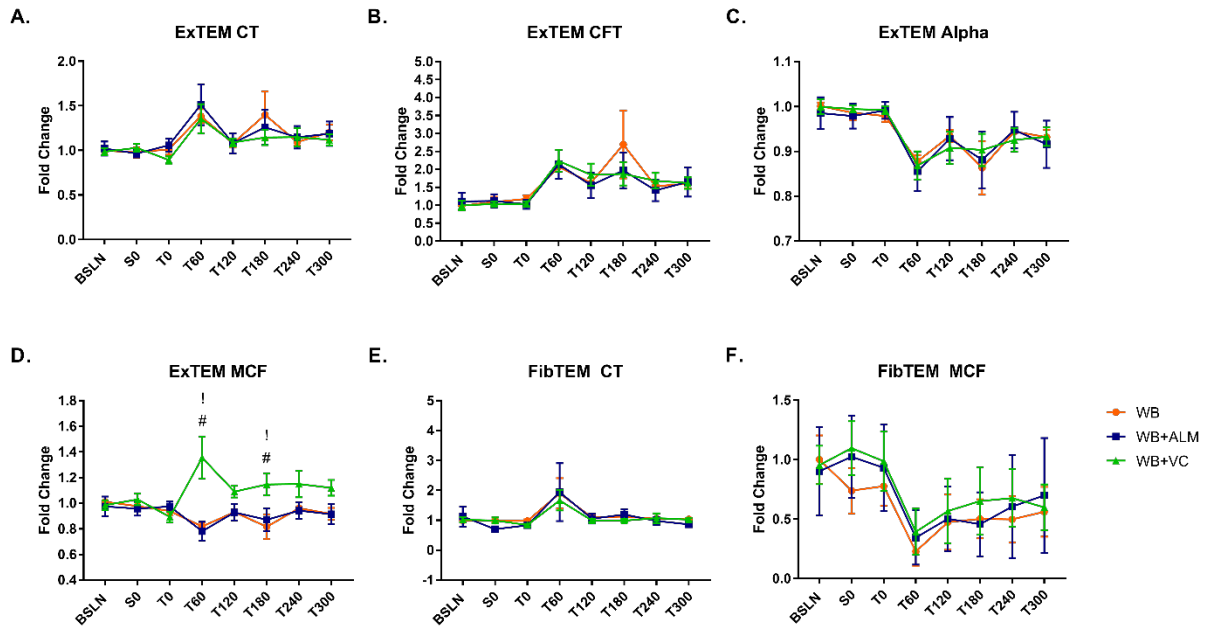 A.
ExTEM CT
Fold Change
2.0
1.5
1.0
0.5
0.0
BSLN S0 T0 T60 T120 T180 T240 T300
B.
ExTEM CFT
Fold Change
5.0
4.5
4.0
3.5
3.0
2.5
2.0
1.5
1.0
0.5
0.0
BSLN S0 T0 T60 T120 T180 T240 T300
C.
ExTEM Alpha
Fold Change
1.1
1.0
0.9
0.8
0.7
BSLN S0 T0 T60 T120 T180 T240 T300
D.
ExTEM MCF
Fold Change
1.8
1.6
1.4
1.2
1.0
0.8
0.6
0.4
!
#
!
#
BSLN S0 T0 T60 T120 T180 T240 T300
E.
FibTEM CT
Fold Change
5
4
3
2
1
0
-1
BSLN S0 T0 T60 T120 T180 T240 T300
F.
FibTEM MCF
Fold Change
1.5
1.0
0.5
0.0
BSLN S0 T0 T60 T120 T180 T240 T300
WB
WB+ALM
WB+VC